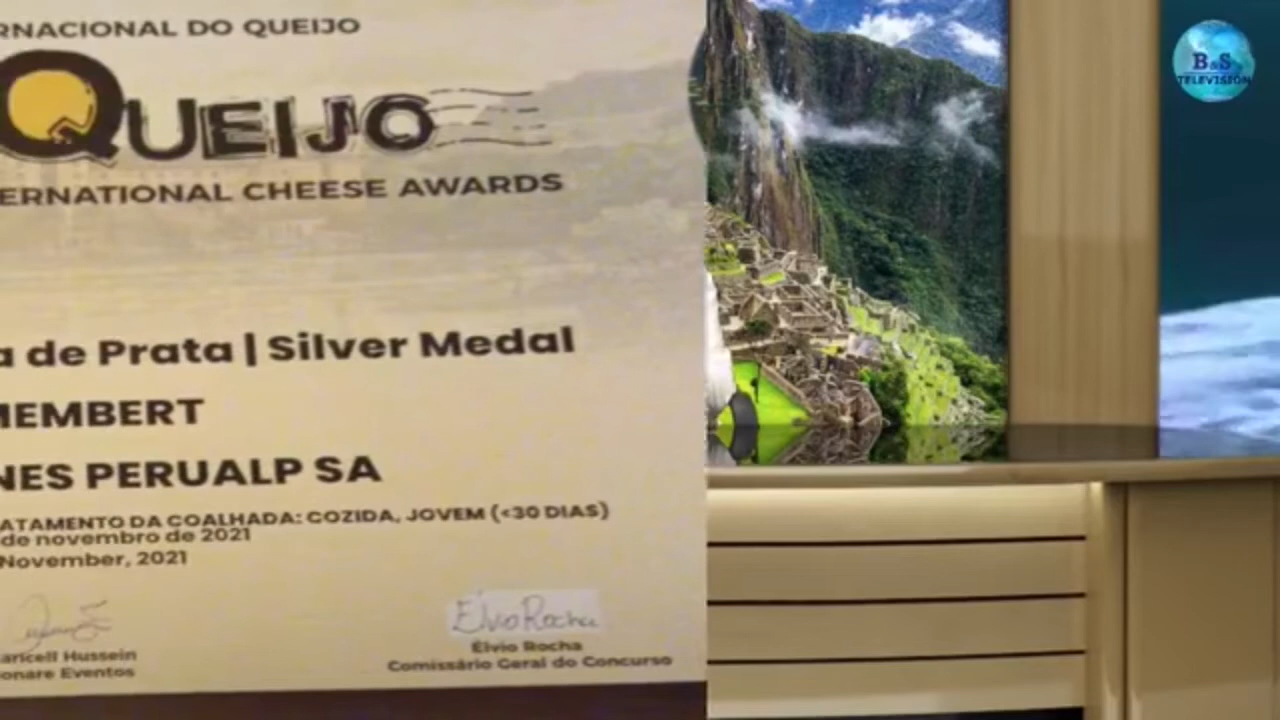 RNACIONAL DO QUEIJO
QUEIJO
ERNATIONAL CHEESE AWARDS
a de Prata | Silver Medal
MEMBERT
NES PERUALP SA
ATAMENTO DA COALHADA: COZIDA, JOVEM (<30 DIAS)
de novembro de 2021
November, 2021
Elvio Rocha
aricell Hussein
onare Eventos
Élvio Rocha
Comissário Geral do Concurso
B&S
TELEVISION